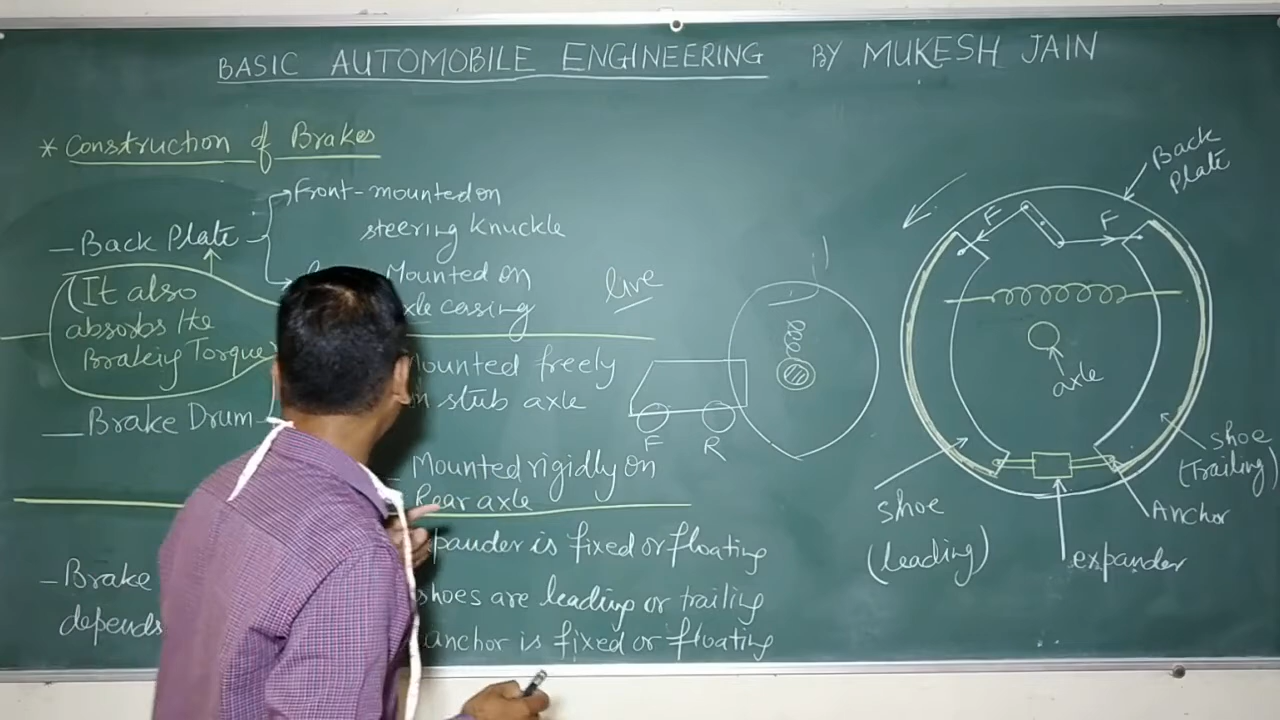 BASIC AUTOMOBILE ENGINEERING BY MUKESH JAIN
* Construction of Brakes
Front - mounted on
steering knuckle
- Back Plate
Mounted on
axle casing
(It also
absorbs the
Braking Torque)
Mounted freely
on stub axle
- Brake Drum
Mounted rigidly on
Rear axle
expander is fixed or floating
- Brake
shoes are leading or trailing
depends
anchor is fixed or floating
live
F R
Back
Plate
F F
axle
shoe
(Trailing)
Anchor
shoe
(leading)
expander